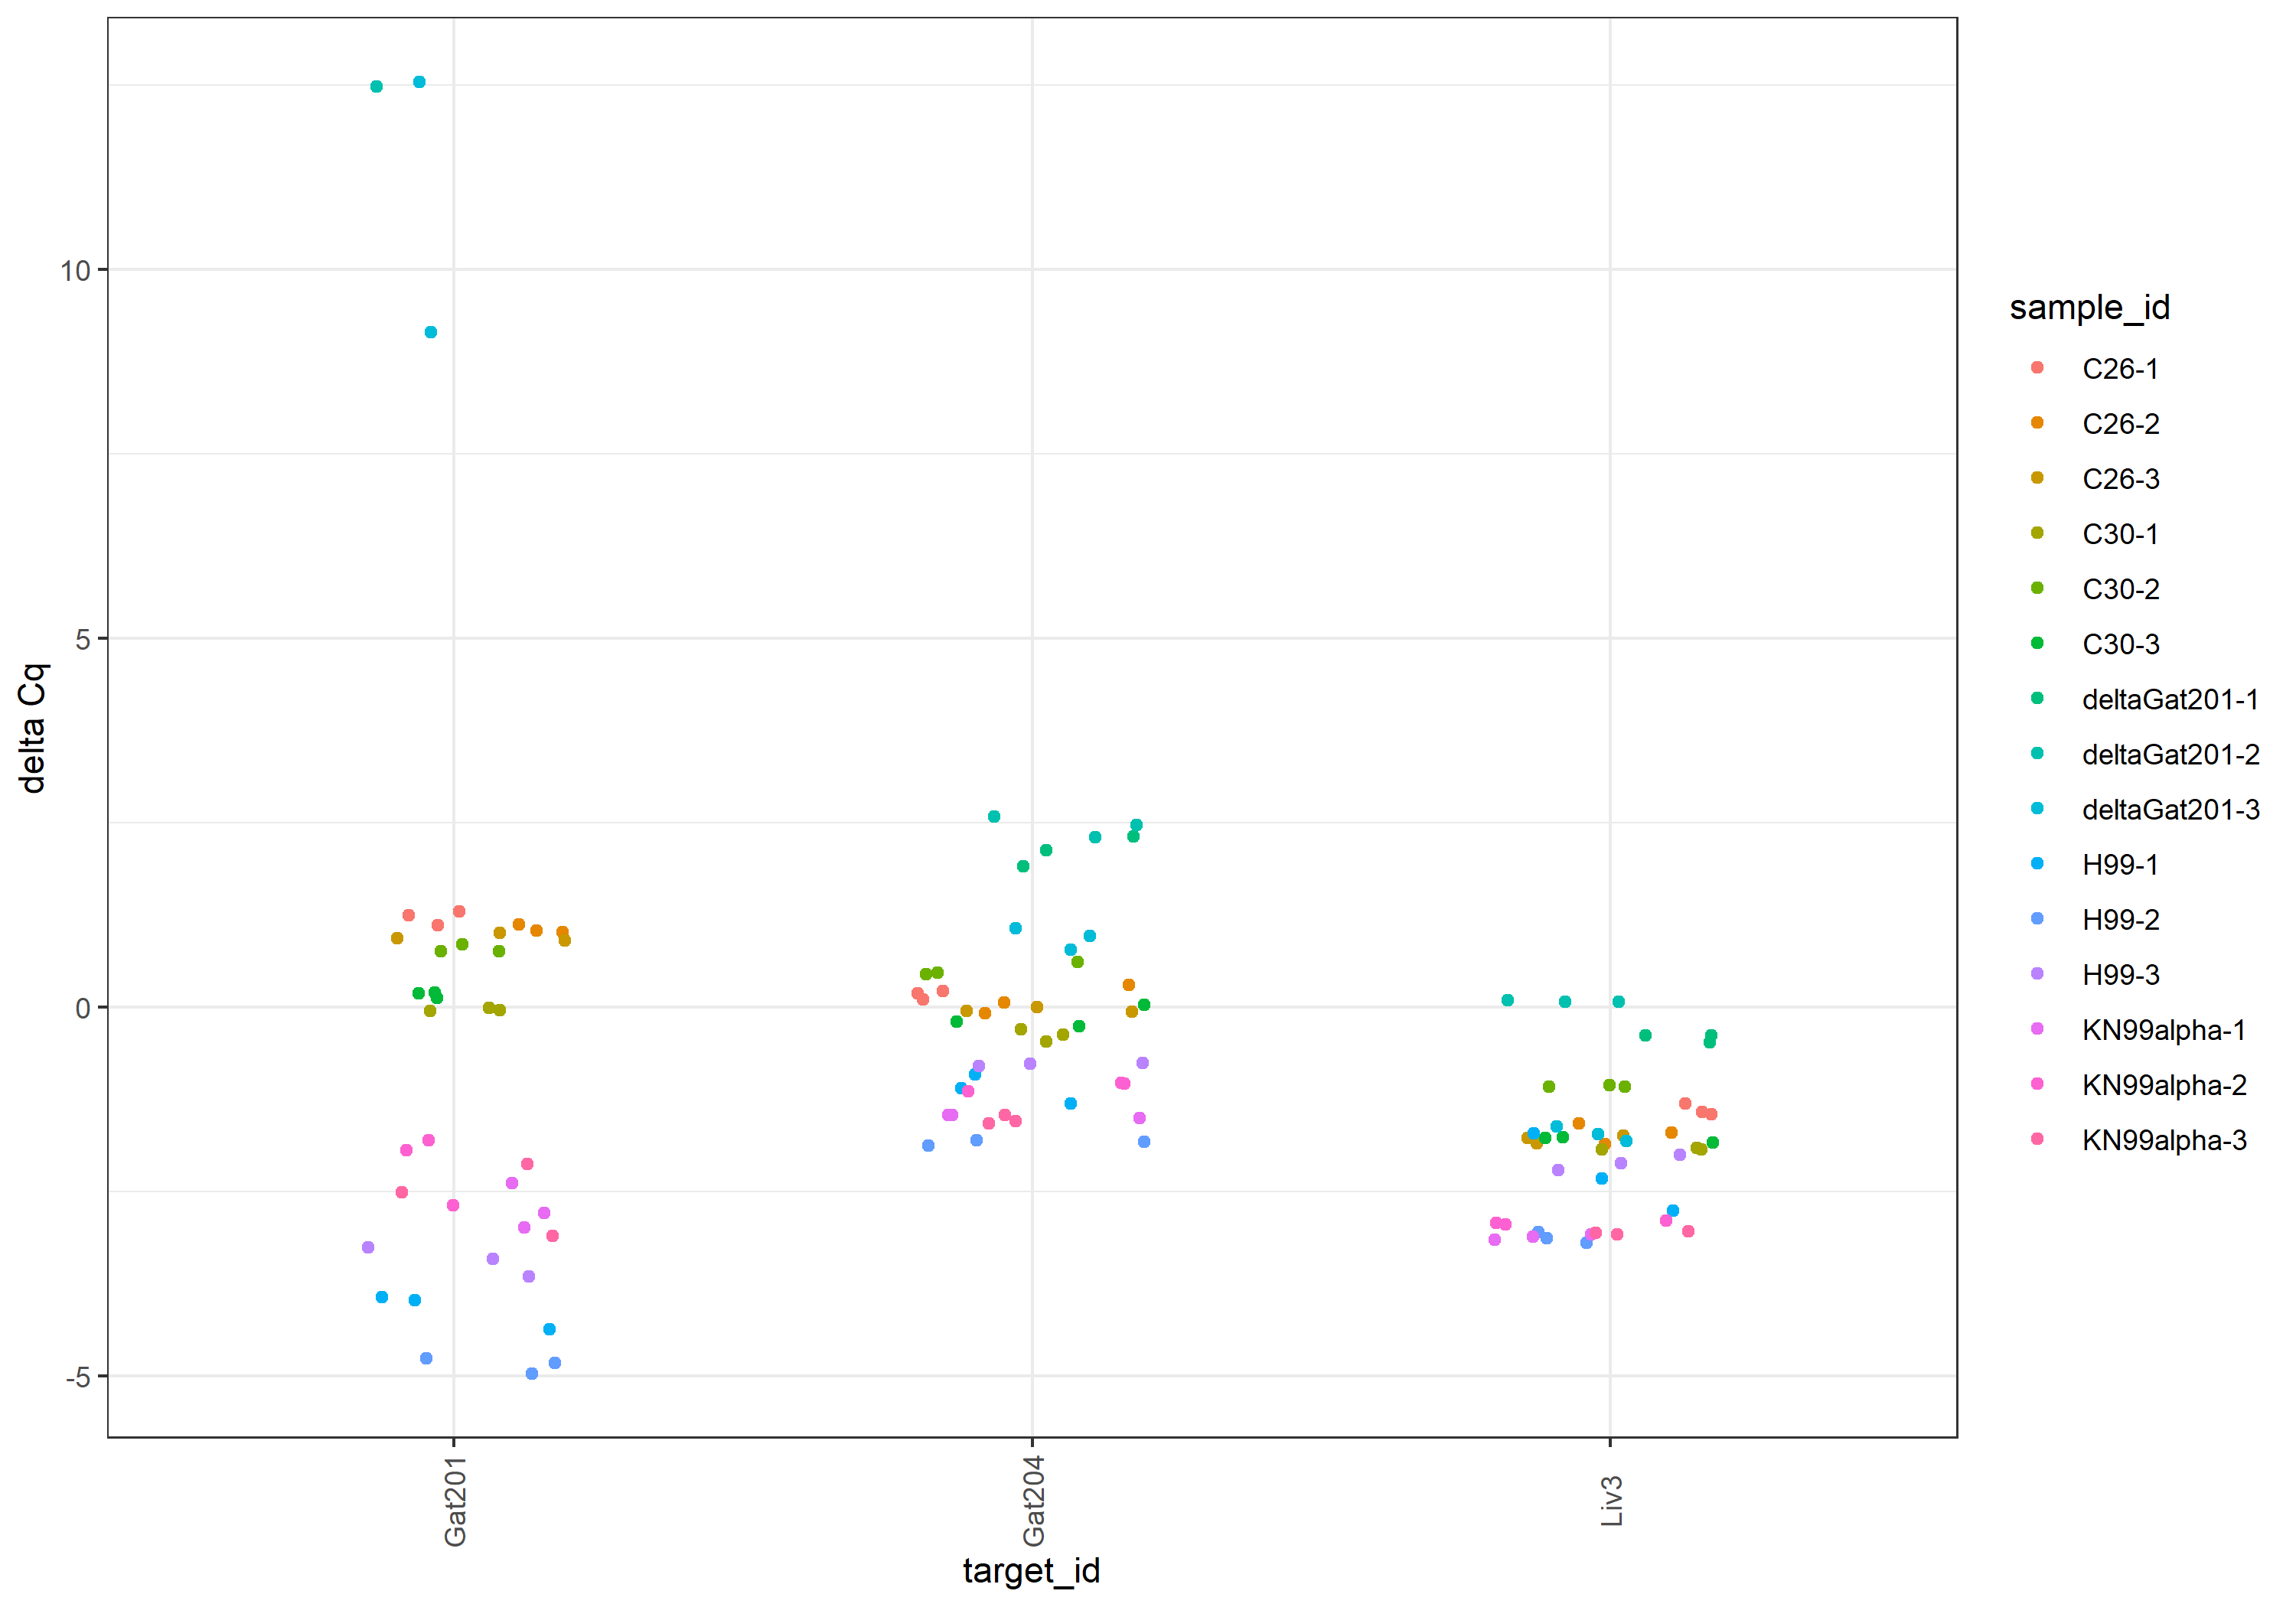 10
5
0
-5
delta Cq
Gat201
Gat204
Liv3
target_id
sample_id
C26-1
C26-2
C26-3
C30-1
C30-2
C30-3
deltaGat201-1
deltaGat201-2
deltaGat201-3
H99-1
H99-2
H99-3
KN99alpha-1
KN99alpha-2
KN99alpha-3